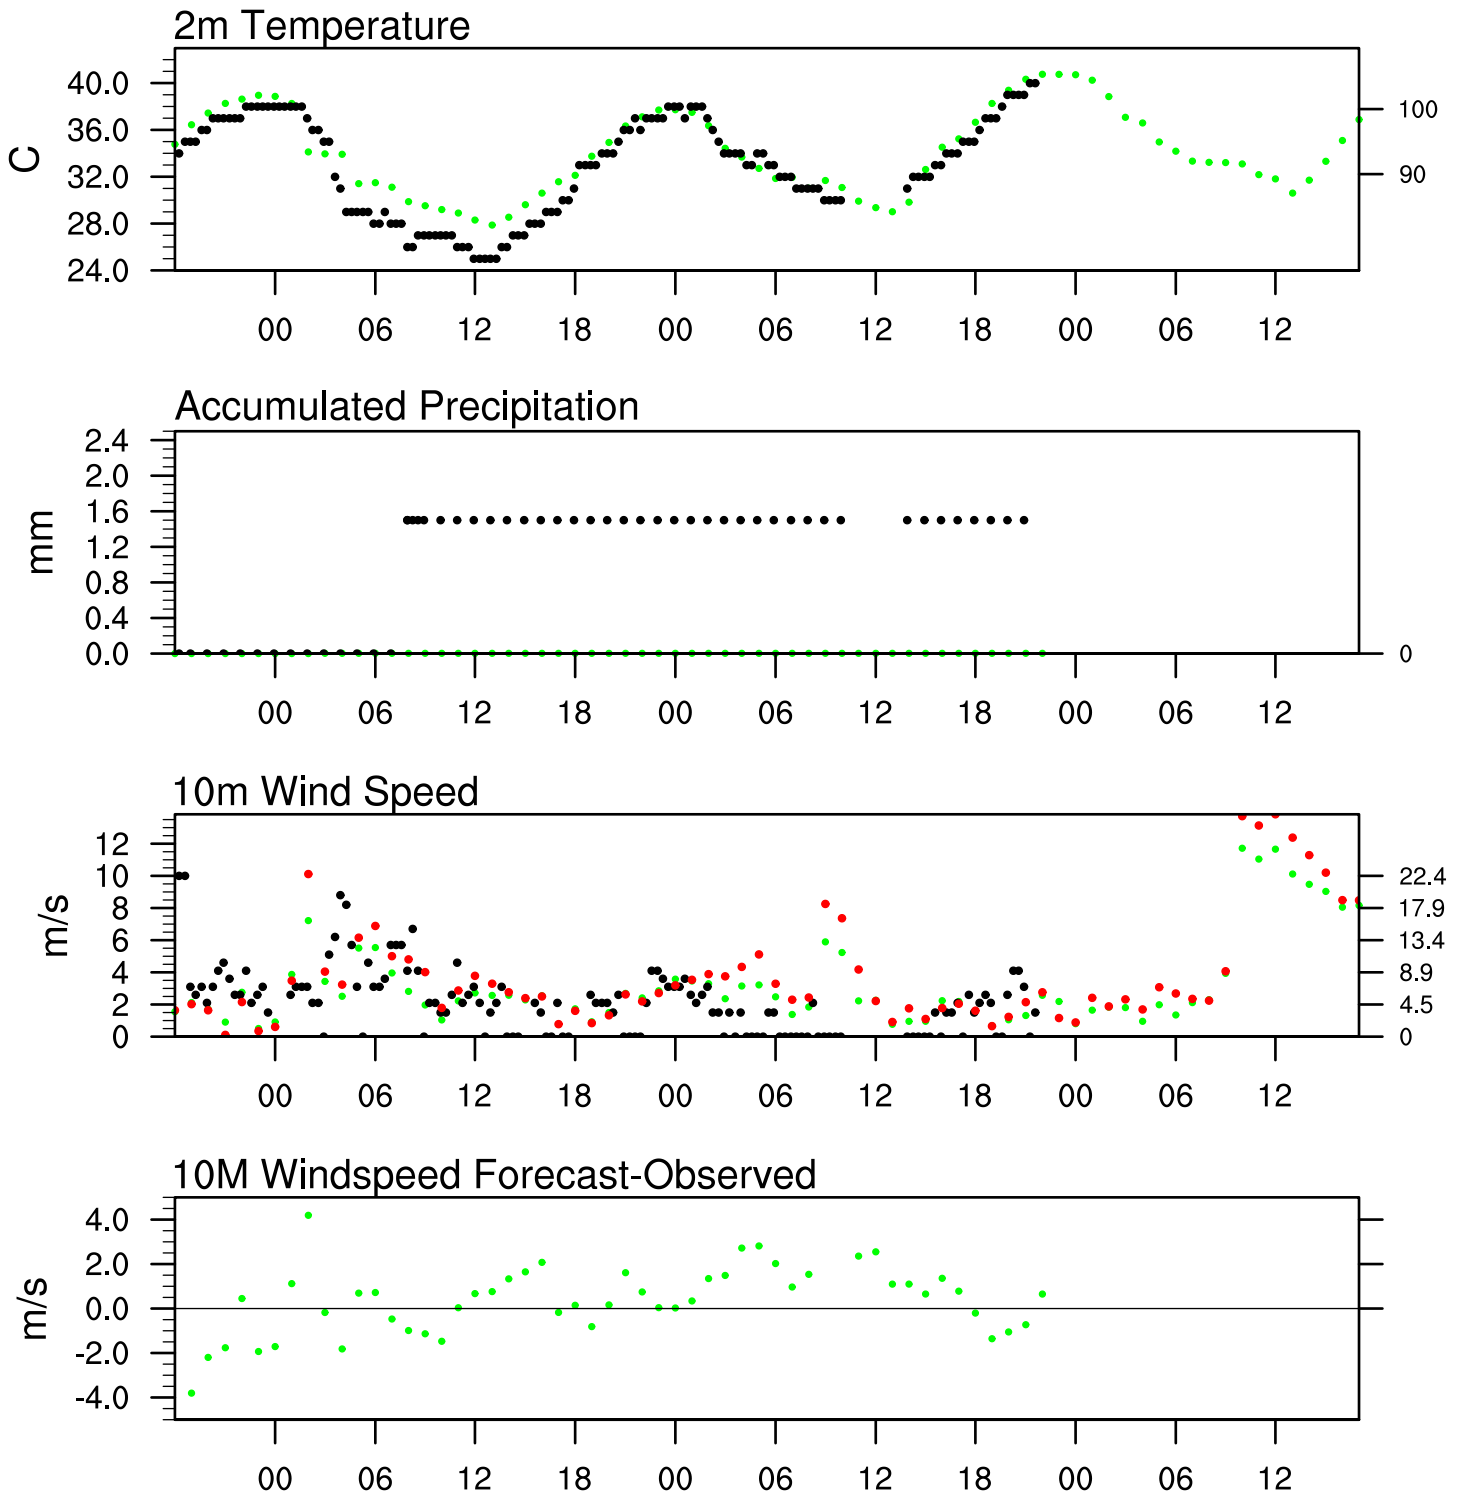 2m Temperature
C
40.0
36.0
32.0
28.0
24.0
100
90
00 06 12 18 00 06 12 18 00 06 12
Accumulated Precipitation
mm
2.4
2.0
1.6
1.2
0.8
0.4
0.0
0
00 06 12 18 00 06 12 18 00 06 12
10m Wind Speed
m/s
12
10
8
6
4
2
0
22.4
17.9
13.4
8.9
4.5
0
00 06 12 18 00 06 12 18 00 06 12
10M Windspeed Forecast-Observed
m/s
4.0
2.0
0.0
-2.0
-4.0
00 06 12 18 00 06 12 18 00 06 12